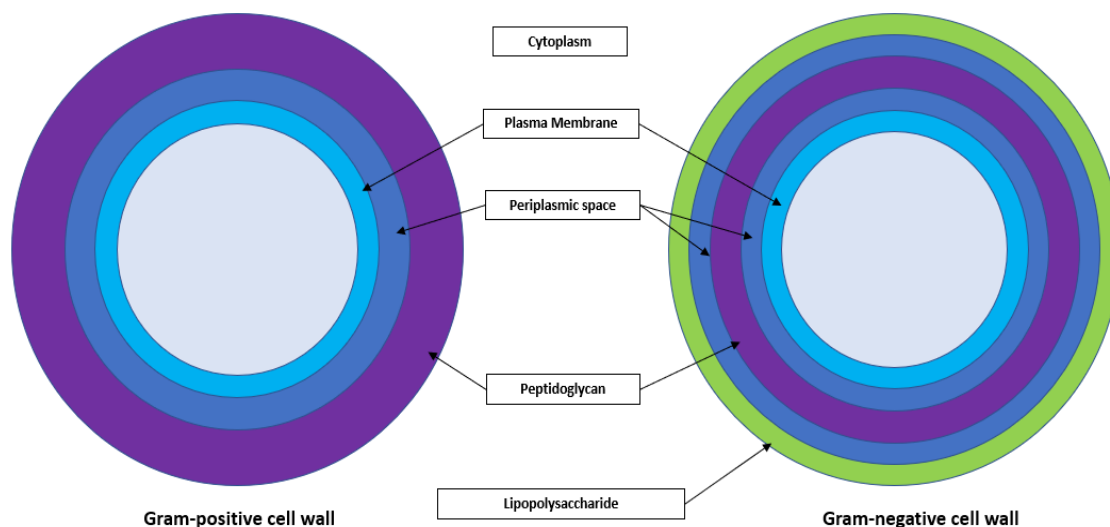 Cytoplasm
Plasma Membrane
Periplasmic space
Peptidoglycan
Lipopolysaccharide
Gram-positive cell wall
Gram-negative cell wall